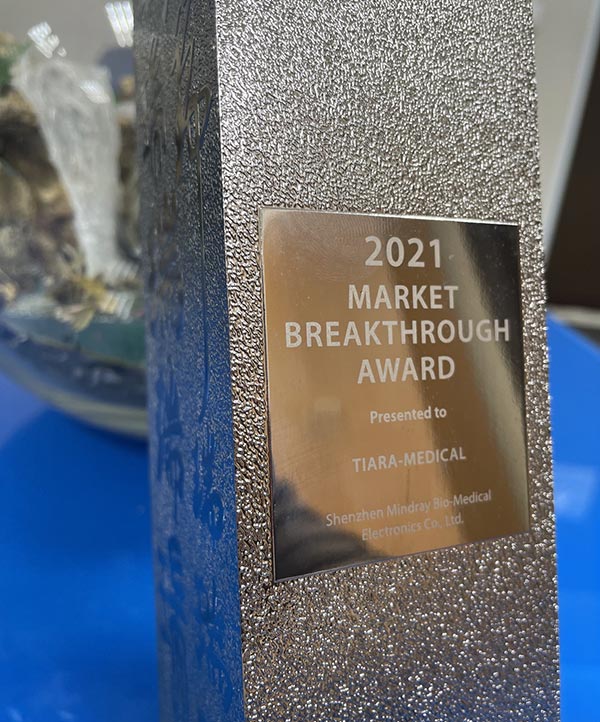 2021
MARKET
BREAKTHROUGH
AWARD
Presented to
TIARA-MEDICAL
Shenzhen Mindray Bio-Medical
Electronics Co., Ltd.